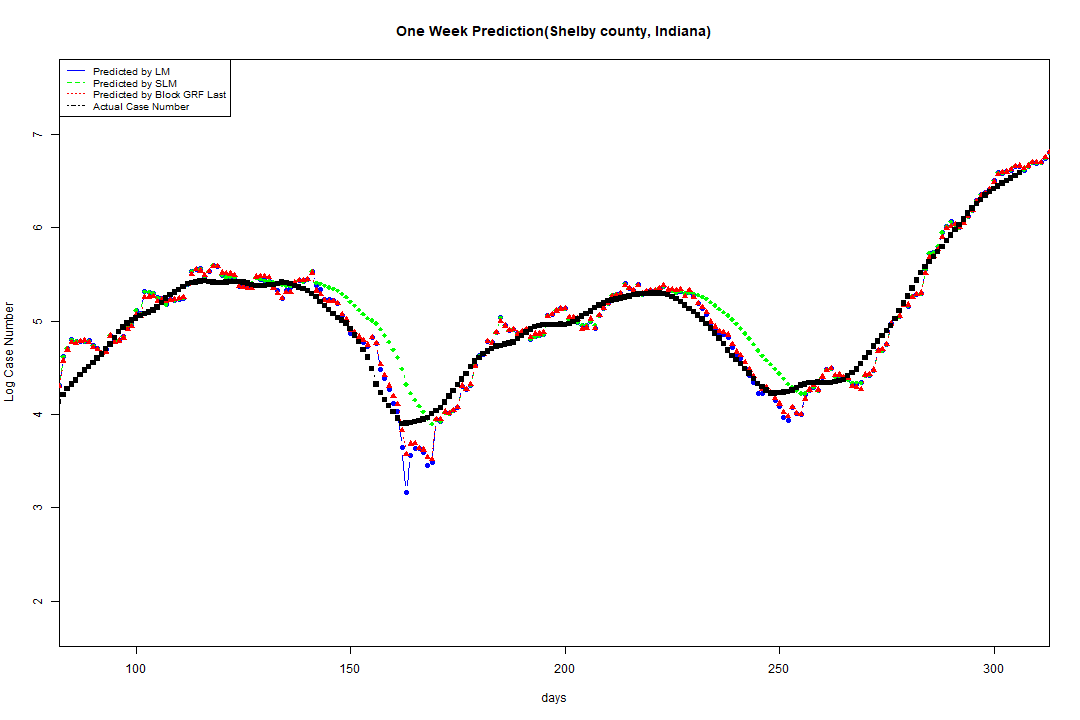 One Week Prediction(Shelby county, Indiana)
Predicted by LM
Predicted by SLM
Predicted by Block GRF Last
Actual Case Number
7
6
5
4
3
2
Log Case Number
100 150 200 250 300
days